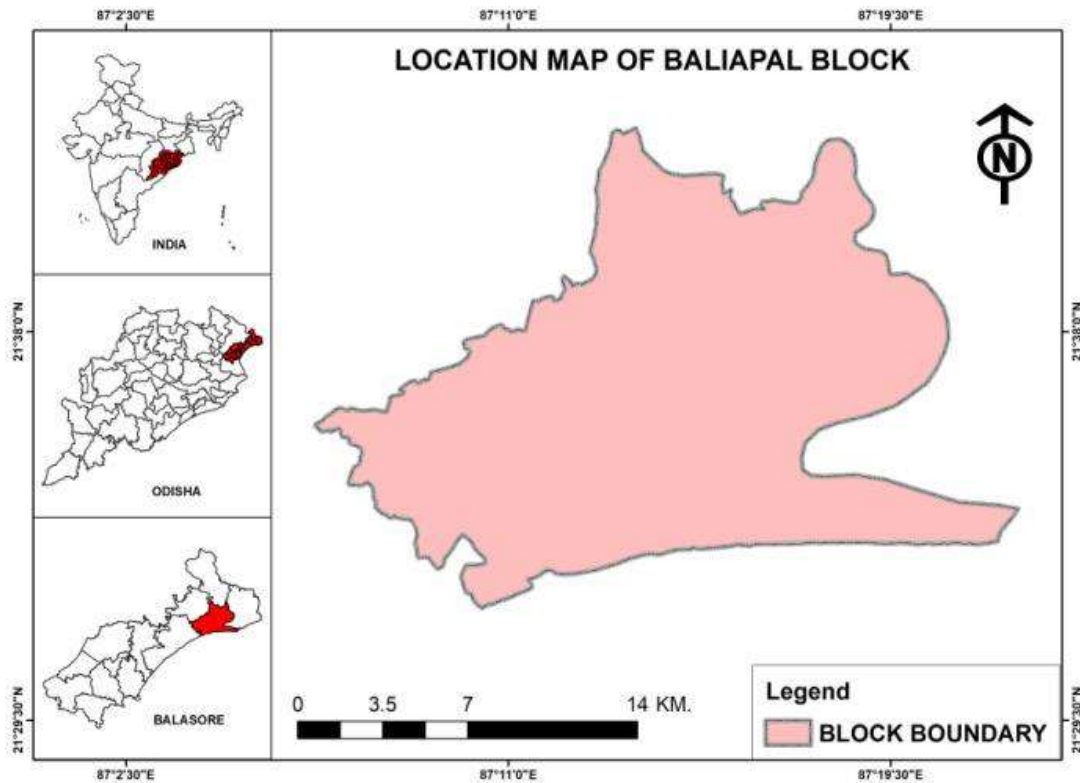 87°2'30"E
87°11'0"E
87°19'30"E
LOCATION MAP OF BALIAPAL BLOCK
N
INDIA
21°38'0"N
21°38'0"N
ODISHA
BALASORE
0 3.5 7 14 KM.
Legend
BLOCK BOUNDARY
21°29'30"N
21°29'30"N
87°2'30"E
87°11'0"E
87°19'30"E